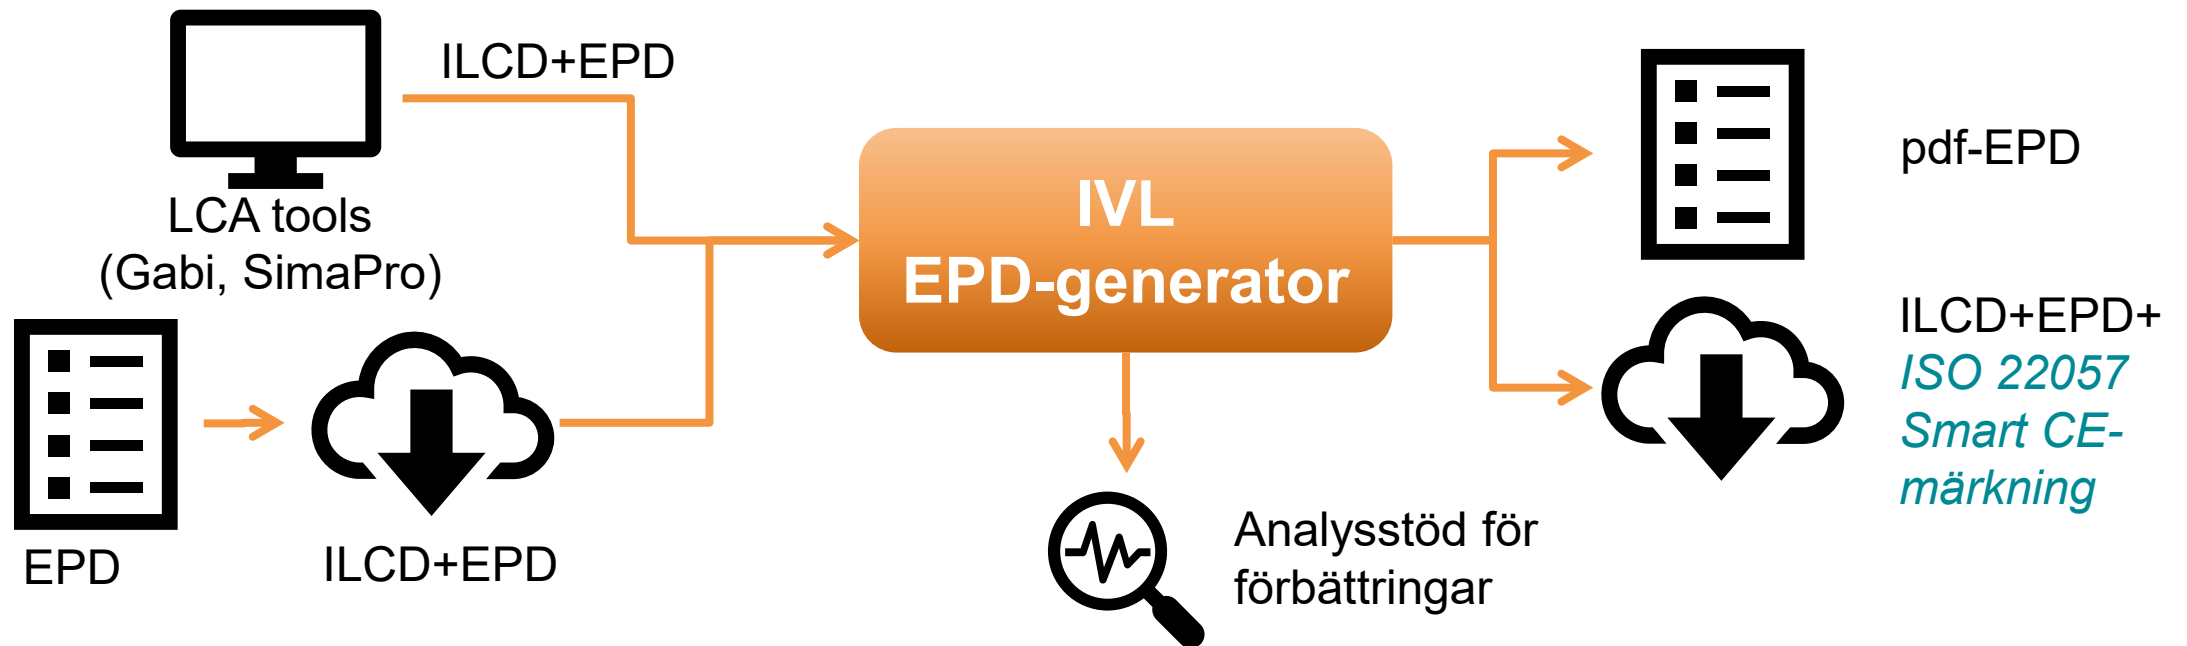 ILCD+EPD
LCA tools
(Gabi, SimaPro)
EPD
ILCD+EPD
IVL
EPD-generator
Analysstöd för
förbättringar
pdf-EPD
ILCD+EPD+
ISO 22057
Smart CE-
märkning